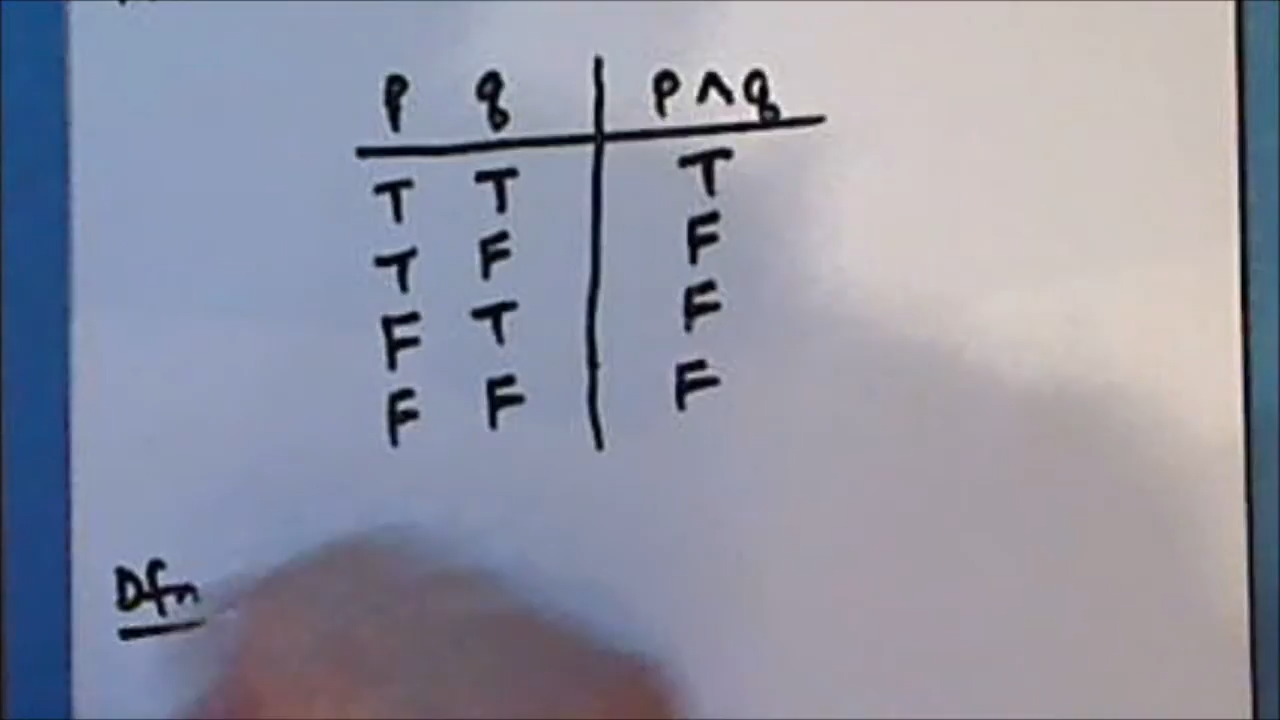 p q p ∧ q
T T T
T F F
F T F
F F F
Dfn